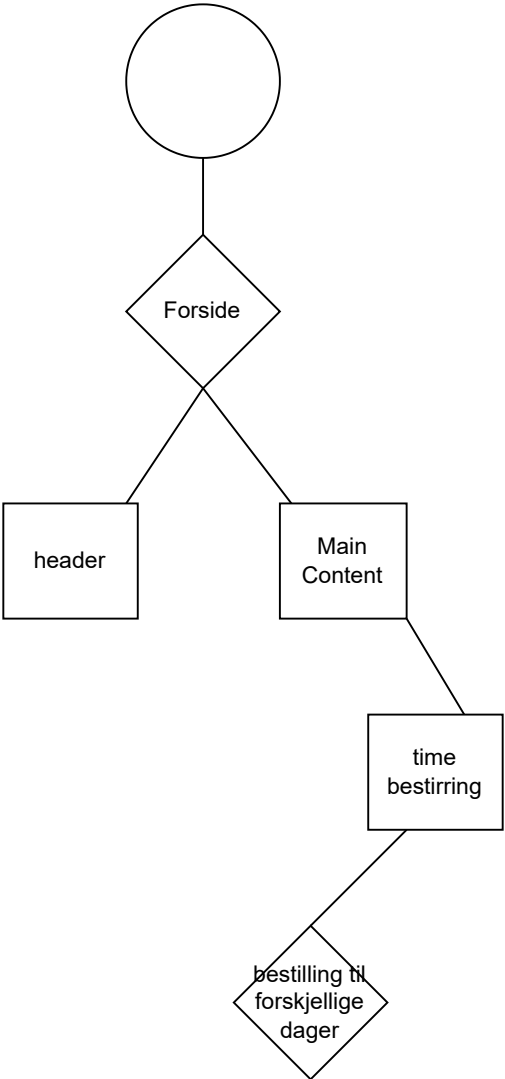 Forside
header
Main
Content
time
bestirring
bestilling til
forskjellige
dager